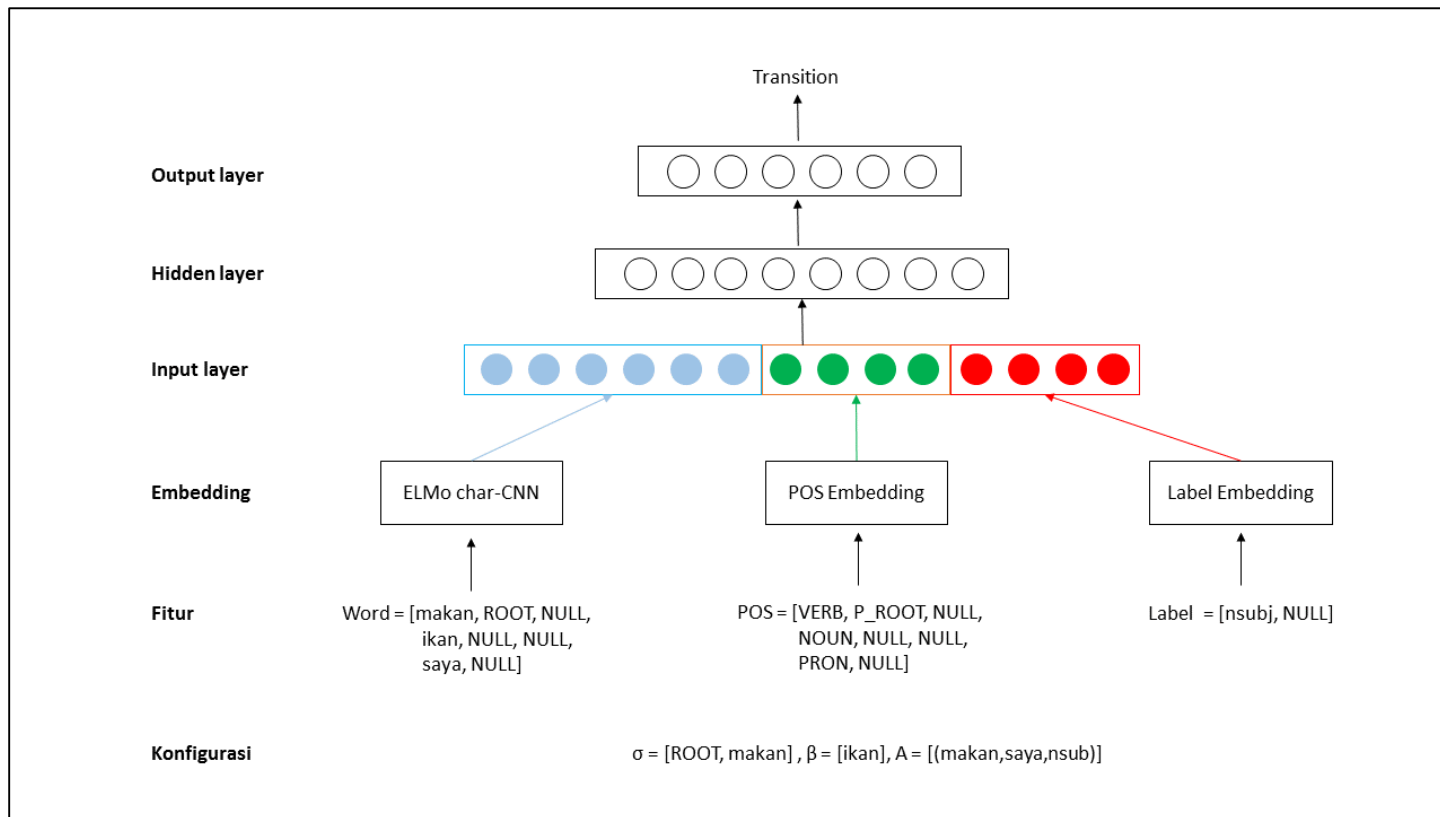 Transition
Output layer
Hidden layer
Input layer
Embedding
ELMo char-CNN
POS Embedding
Label Embedding
Fitur
Word = [makan, ROOT, NULL,
ikan, NULL, NULL,
saya, NULL]
POS = [VERB, P_ROOT, NULL,
NOUN, NULL, NULL,
PRON, NULL]
Label = [nsubj, NULL]
Konfigurasi
σ = [ROOT, makan] , β = [ikan], A = [(makan,saya,nsub)]